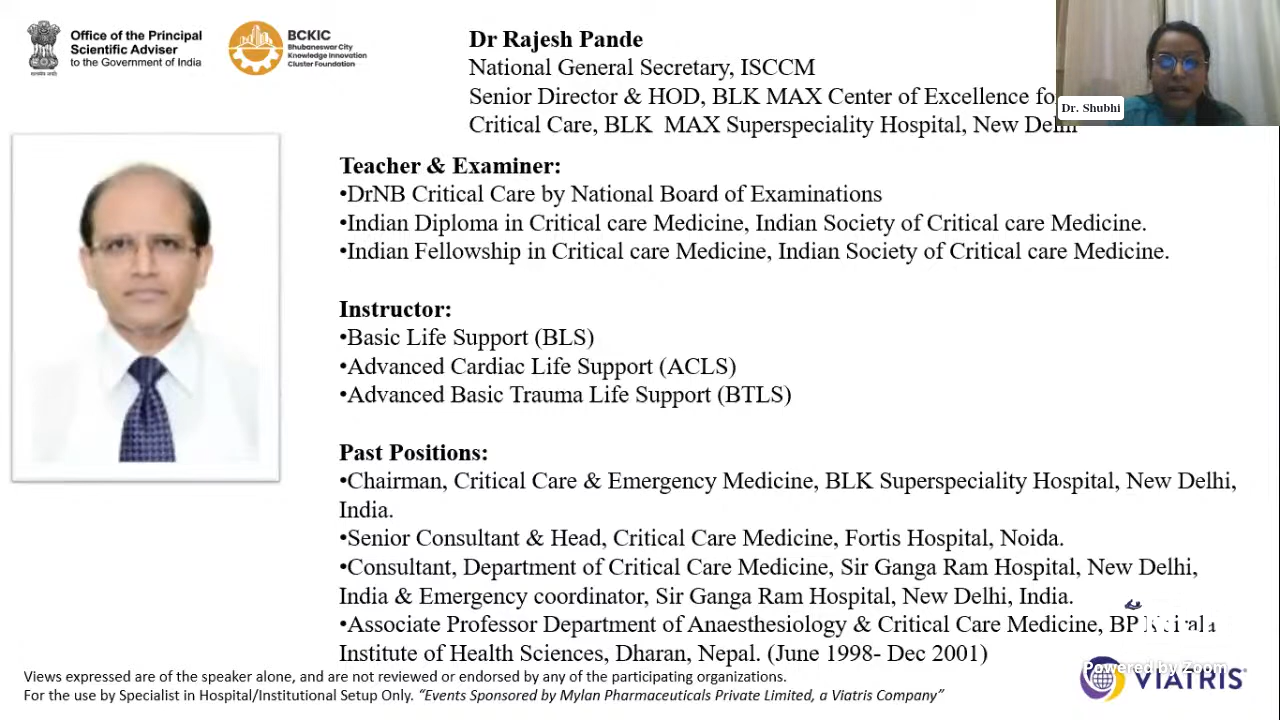 Office of the Principal
Scientific Adviser
to the Government of India
BCKIC
Bhubaneswar City
Knowledge Innovation
Cluster Foundation
Dr Rajesh Pande
National General Secretary, ISCCM
Senior Director & HOD, BLK MAX Center of Excellence fo
Critical Care, BLK MAX Superspeciality Hospital, New Delhi
Dr. Shubhi
Teacher & Examiner:
•DrNB Critical Care by National Board of Examinations
•Indian Diploma in Critical care Medicine, Indian Society of Critical care Medicine.
•Indian Fellowship in Critical care Medicine, Indian Society of Critical care Medicine.
Instructor:
•Basic Life Support (BLS)
•Advanced Cardiac Life Support (ACLS)
•Advanced Basic Trauma Life Support (BTLS)
Past Positions:
•Chairman, Critical Care & Emergency Medicine, BLK Superspeciality Hospital, New Delhi,
India.
•Senior Consultant & Head, Critical Care Medicine, Fortis Hospital, Noida.
•Consultant, Department of Critical Care Medicine, Sir Ganga Ram Hospital, New Delhi,
India & Emergency coordinator, Sir Ganga Ram Hospital, New Delhi, India.
•Associate Professor Department of Anaesthesiology & Critical Care Medicine, BP Koirala
Institute of Health Sciences, Dharan, Nepal. (June 1998- Dec 2001)
Views expressed are of the speaker alone, and are not reviewed or endorsed by any of the participating organizations.
For the use by Specialist in Hospital/Institutional Setup Only. “Events Sponsored by Mylan Pharmaceuticals Private Limited, a Viatris Company”
Powered by Zoom
VIATRIS